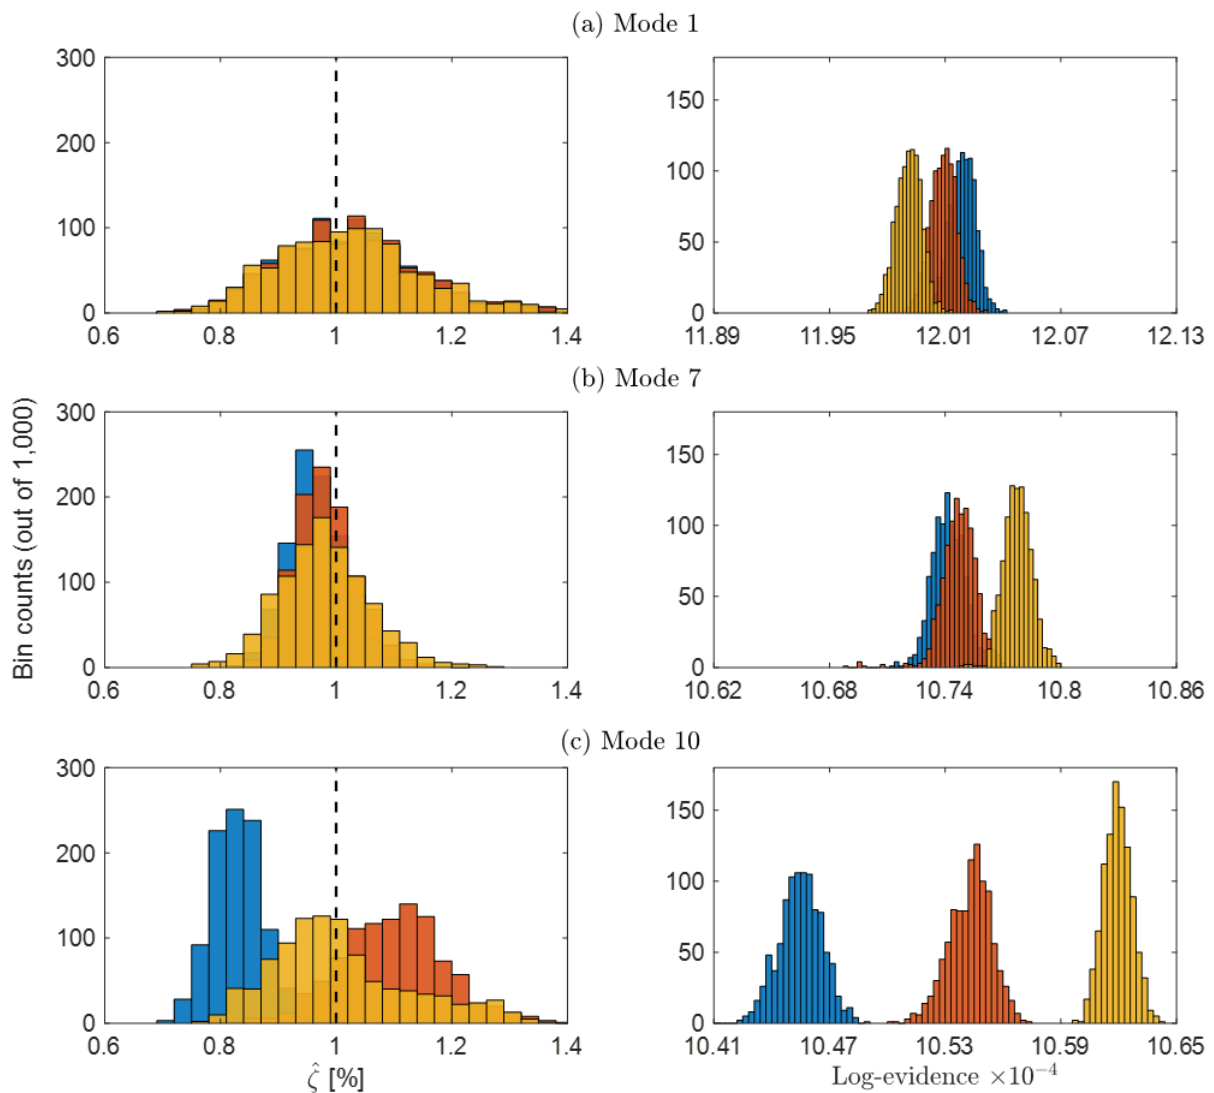 (a) Mode 1
300
200
100
0
0.6 0.8 1 1.2 1.4
150
100
50
0
11.89 11.95 12.01 12.07 12.13
(b) Mode 7
Bin counts (out of 1,000)
300
200
100
0
0.6 0.8 1 1.2 1.4
150
100
50
0
10.62 10.68 10.74 10.8 10.86
(c) Mode 10
300
200
100
0
0.6 0.8 1 1.2 1.4
ζ̂ [%]
150
100
50
0
10.41 10.47 10.53 10.59 10.65
Log-evidence ×10⁻⁴